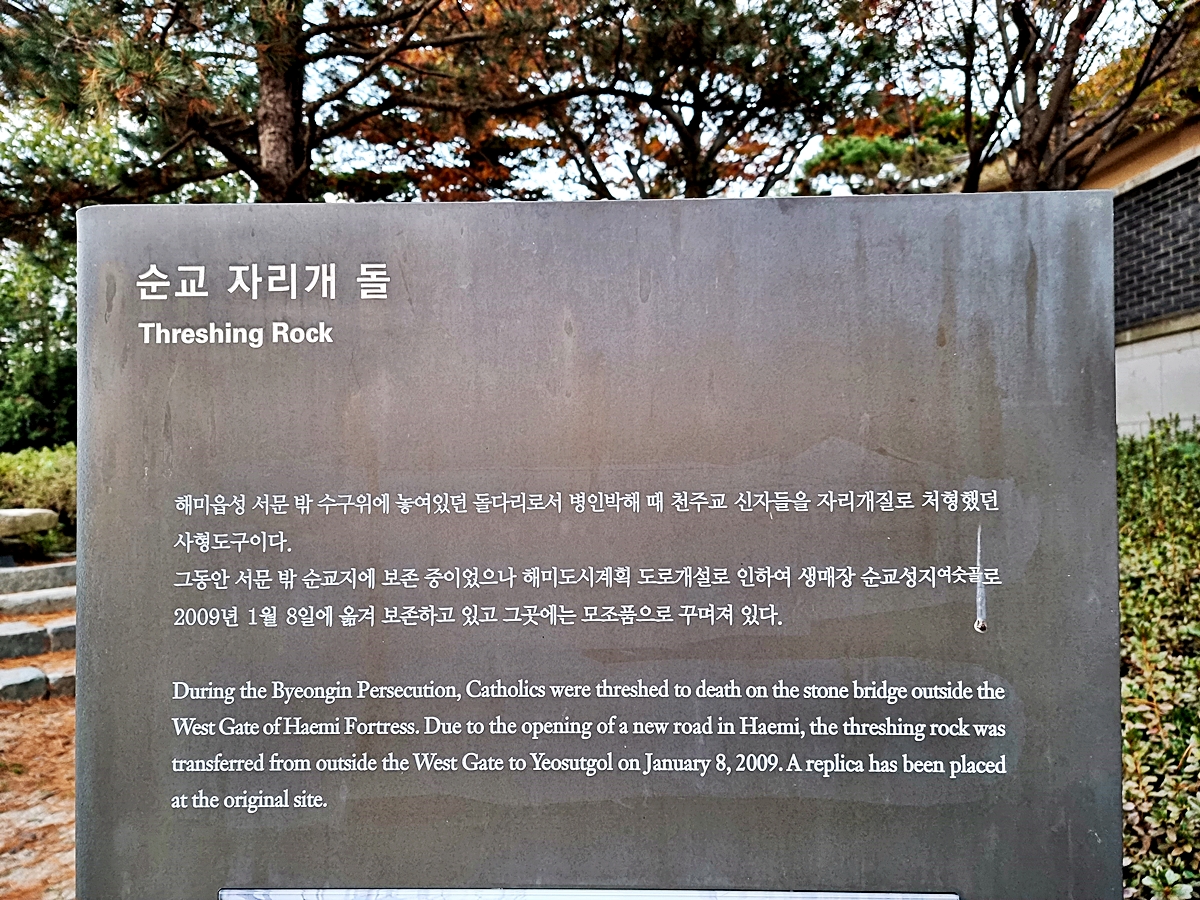 순교 자리개 돌
Threshing Rock
해미읍성 서문 밖 수구위에 놓여있던 돌다리로서 병인박해 때 천주교 신자들을 자리개질로 처형했던
사형도구이다.
그동안 서문 밖 순교지에 보존 중이었으나 해미도시계획 도로개설로 인하여 생매장 순교성지여숫골로
2009년 1월 8일에 옮겨 보존하고 있고 그곳에는 모조품으로 꾸며져 있다.
During the Byeongin Persecution, Catholics were threshed to death on the stone bridge outside the
West Gate of Haemi Fortress. Due to the opening of a new road in Haemi, the threshing rock was
transferred from outside the West Gate to Yeosutgol on January 8, 2009. A replica has been placed
at the original site.